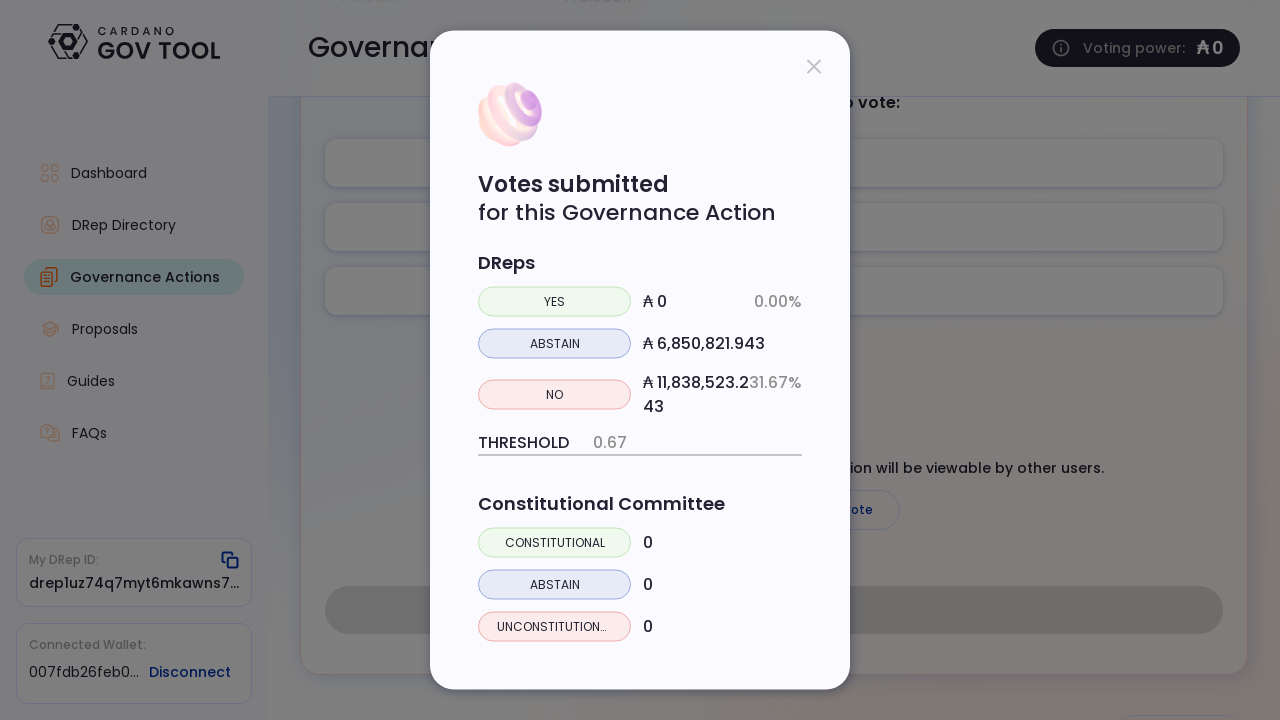 CARDANO
GOV TOOL
Governa
Voting power: ₳ 0
Dashboard
DRep Directory
Governance Actions
Proposals
Guides
FAQs
My DRep ID:
drep1uz74q7myt6mkawns7...
Connected Wallet:
007fdb26feb0... Disconnect
o vote:
ion will be viewable by other users.
ote
Votes submitted
for this Governance Action
DReps
YES ₳ 0 0.00%
ABSTAIN ₳ 6,850,821.943
NO ₳ 11,838,523.2 31.67%
43
THRESHOLD 0.67
Constitutional Committee
CONSTITUTIONAL 0
ABSTAIN 0
UNCONSTITUTION... 0